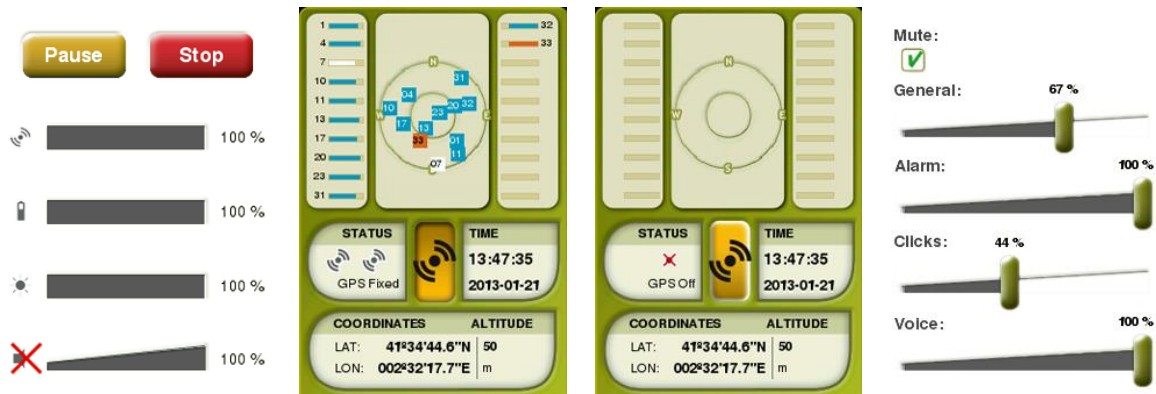 Pause
Stop
100 %
100 %
100 %
100 %
1
4
7
10
11
13
17
20
23
31
32
33
N
W
E
31
04
10
20
32
23
17
13
33
01
11
07
STATUS
GPS Fixed
TIME
13:47:35
2013-01-21
COORDINATES
ALTITUDE
LAT: 41º34'44.6"N
50
LON: 002º32'17.7"E
m
N
W
E
S
STATUS
GPS Off
TIME
13:47:35
2013-01-21
COORDINATES
ALTITUDE
LAT: 41º34'44.6"N
50
LON: 002º32'17.7"E
m
Mute:
General:
67 %
Alarm:
100 %
Clicks:
44 %
Voice:
100 %